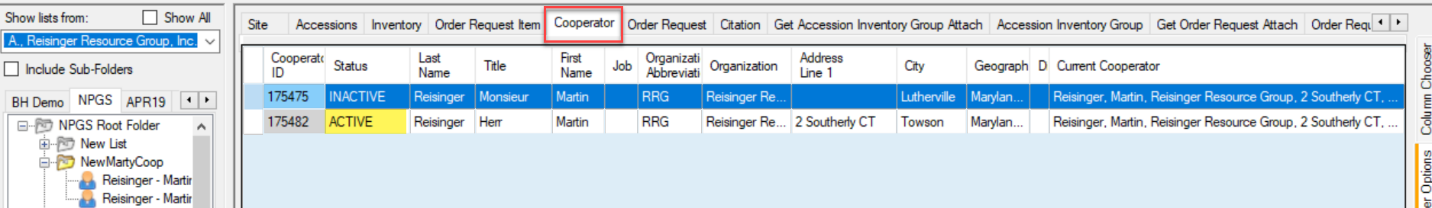 Show lists from: Show All
A., Reisinger Resource Group, Inc.
Include Sub-Folders
BH Demo NPGS APR19
NPGS Root Folder
New List
NewMartyCoop
Reisinger - Martin
Reisinger - Martin
Site Accessions Inventory Order Request Item Cooperator Order Request Citation Get Accession Inventory Group Attach Accession Inventory Group Get Order Request Attach Order Requ
Cooperato ID Status Last Name Title First Name Job Organizati Abbreviati Organization Address Line 1 City Geograph D Current Cooperator
175475 INACTIVE Reisinger Monsieur Martin RRG Reisinger Re... Lutherville Marylan... Reisinger, Martin, Reisinger Resource Group, 2 Southerly CT, ...
175482 ACTIVE Reisinger Herr Martin RRG Reisinger Re... 2 Southerly CT Towson Marylan... Reisinger, Martin, Reisinger Resource Group, 2 Southerly CT, ...
Column Chooser
Options